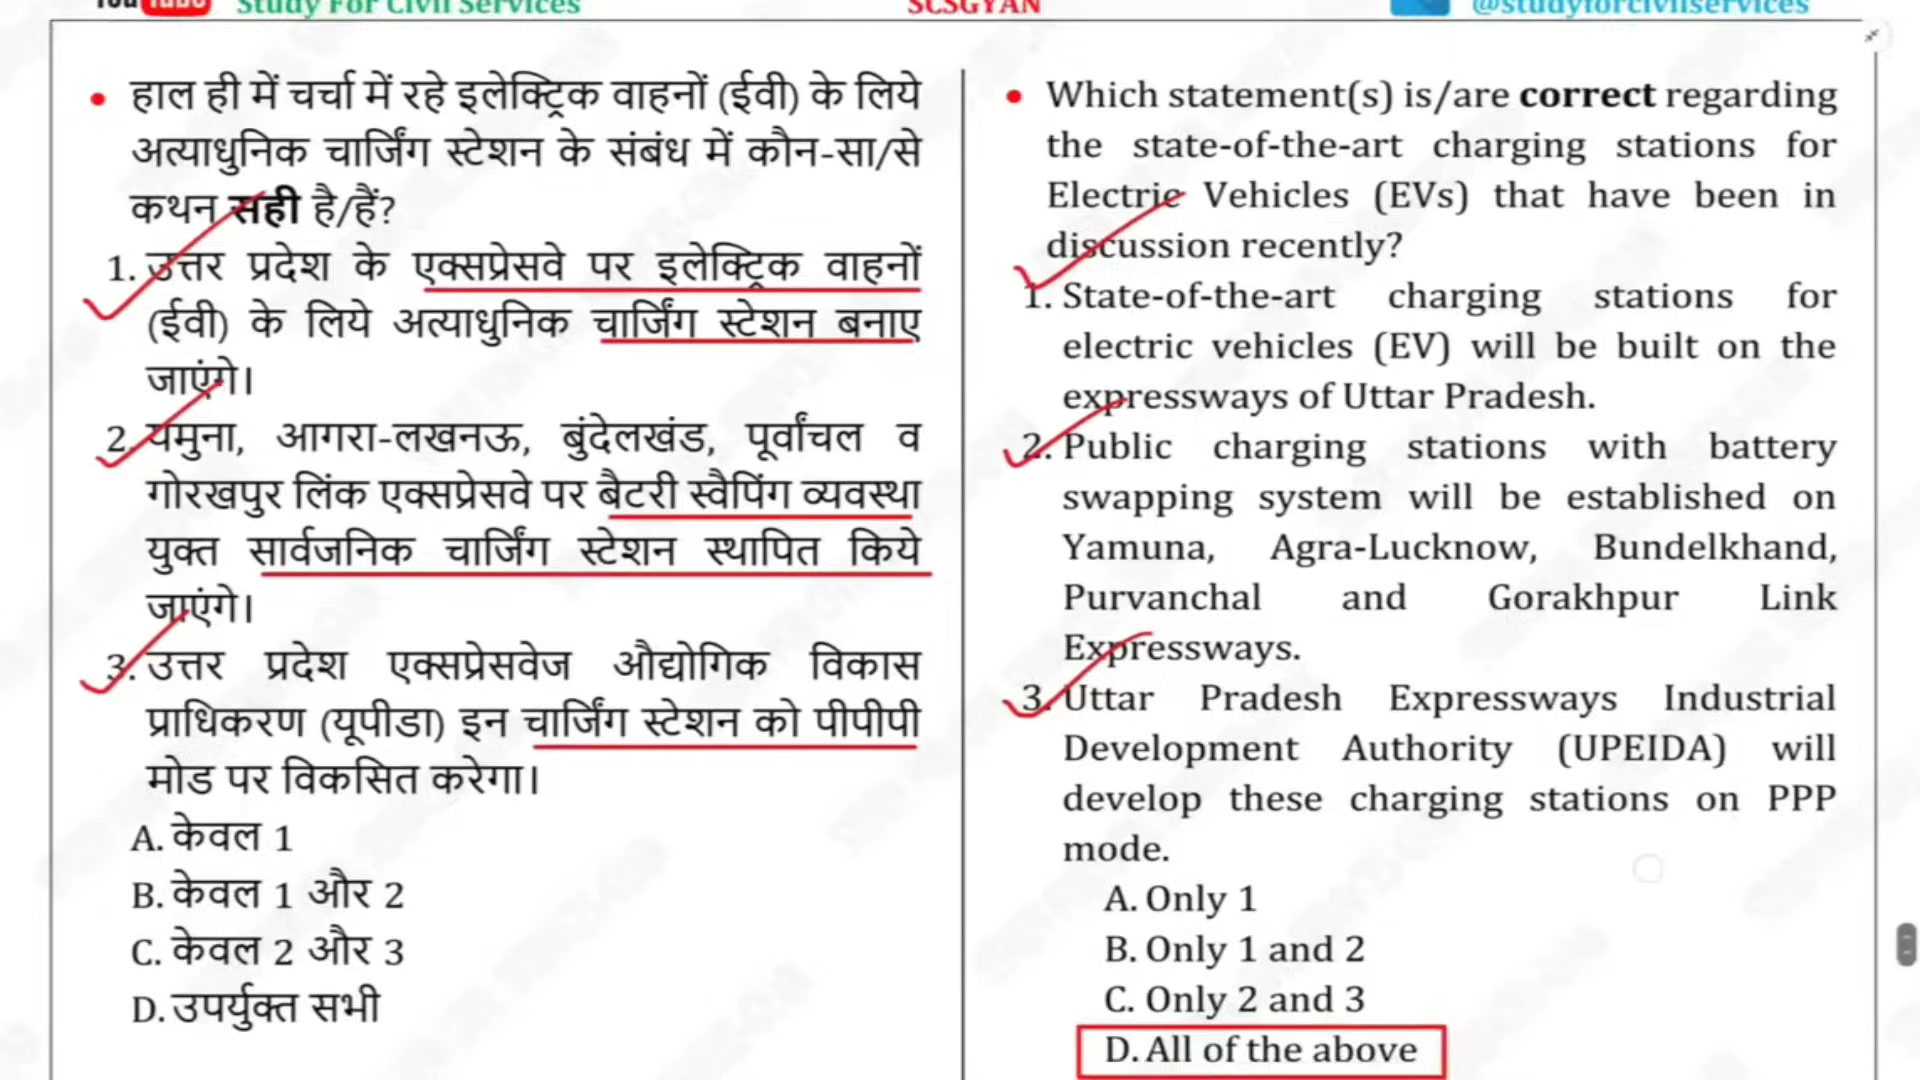 YouTube Study For Civil Services SCSGYAN @studyforcivilservices
• हाल ही में चर्चा में रहे इलेक्ट्रिक वाहनों (ईवी) के लिये
अत्याधुनिक चार्जिंग स्टेशन के संबंध में कौन-सा/से
कथन सही है/हैं?
1. उत्तर प्रदेश के एक्सप्रेसवे पर इलेक्ट्रिक वाहनों
(ईवी) के लिये अत्याधुनिक चार्जिंग स्टेशन बनाए
जाएंगे।
2. यमुना, आगरा-लखनऊ, बुंदेलखंड, पूर्वांचल व
गोरखपुर लिंक एक्सप्रेसवे पर बैटरी स्वैपिंग व्यवस्था
युक्त सार्वजनिक चार्जिंग स्टेशन स्थापित किये
जाएंगे।
3. उत्तर प्रदेश एक्सप्रेसवेज औद्योगिक विकास
प्राधिकरण (यूपीडा) इन चार्जिंग स्टेशन को पीपीपी
मोड पर विकसित करेगा।
A. केवल 1
B. केवल 1 और 2
C. केवल 2 और 3
D. उपर्युक्त सभी
• Which statement(s) is/are correct regarding
the state-of-the-art charging stations for
Electric Vehicles (EVs) that have been in
discussion recently?
1. State-of-the-art charging stations for
electric vehicles (EV) will be built on the
expressways of Uttar Pradesh.
2. Public charging stations with battery
swapping system will be established on
Yamuna, Agra-Lucknow, Bundelkhand,
Purvanchal and Gorakhpur Link
Expressways.
3. Uttar Pradesh Expressways Industrial
Development Authority (UPEIDA) will
develop these charging stations on PPP
mode.
A. Only 1
B. Only 1 and 2
C. Only 2 and 3
D. All of the above